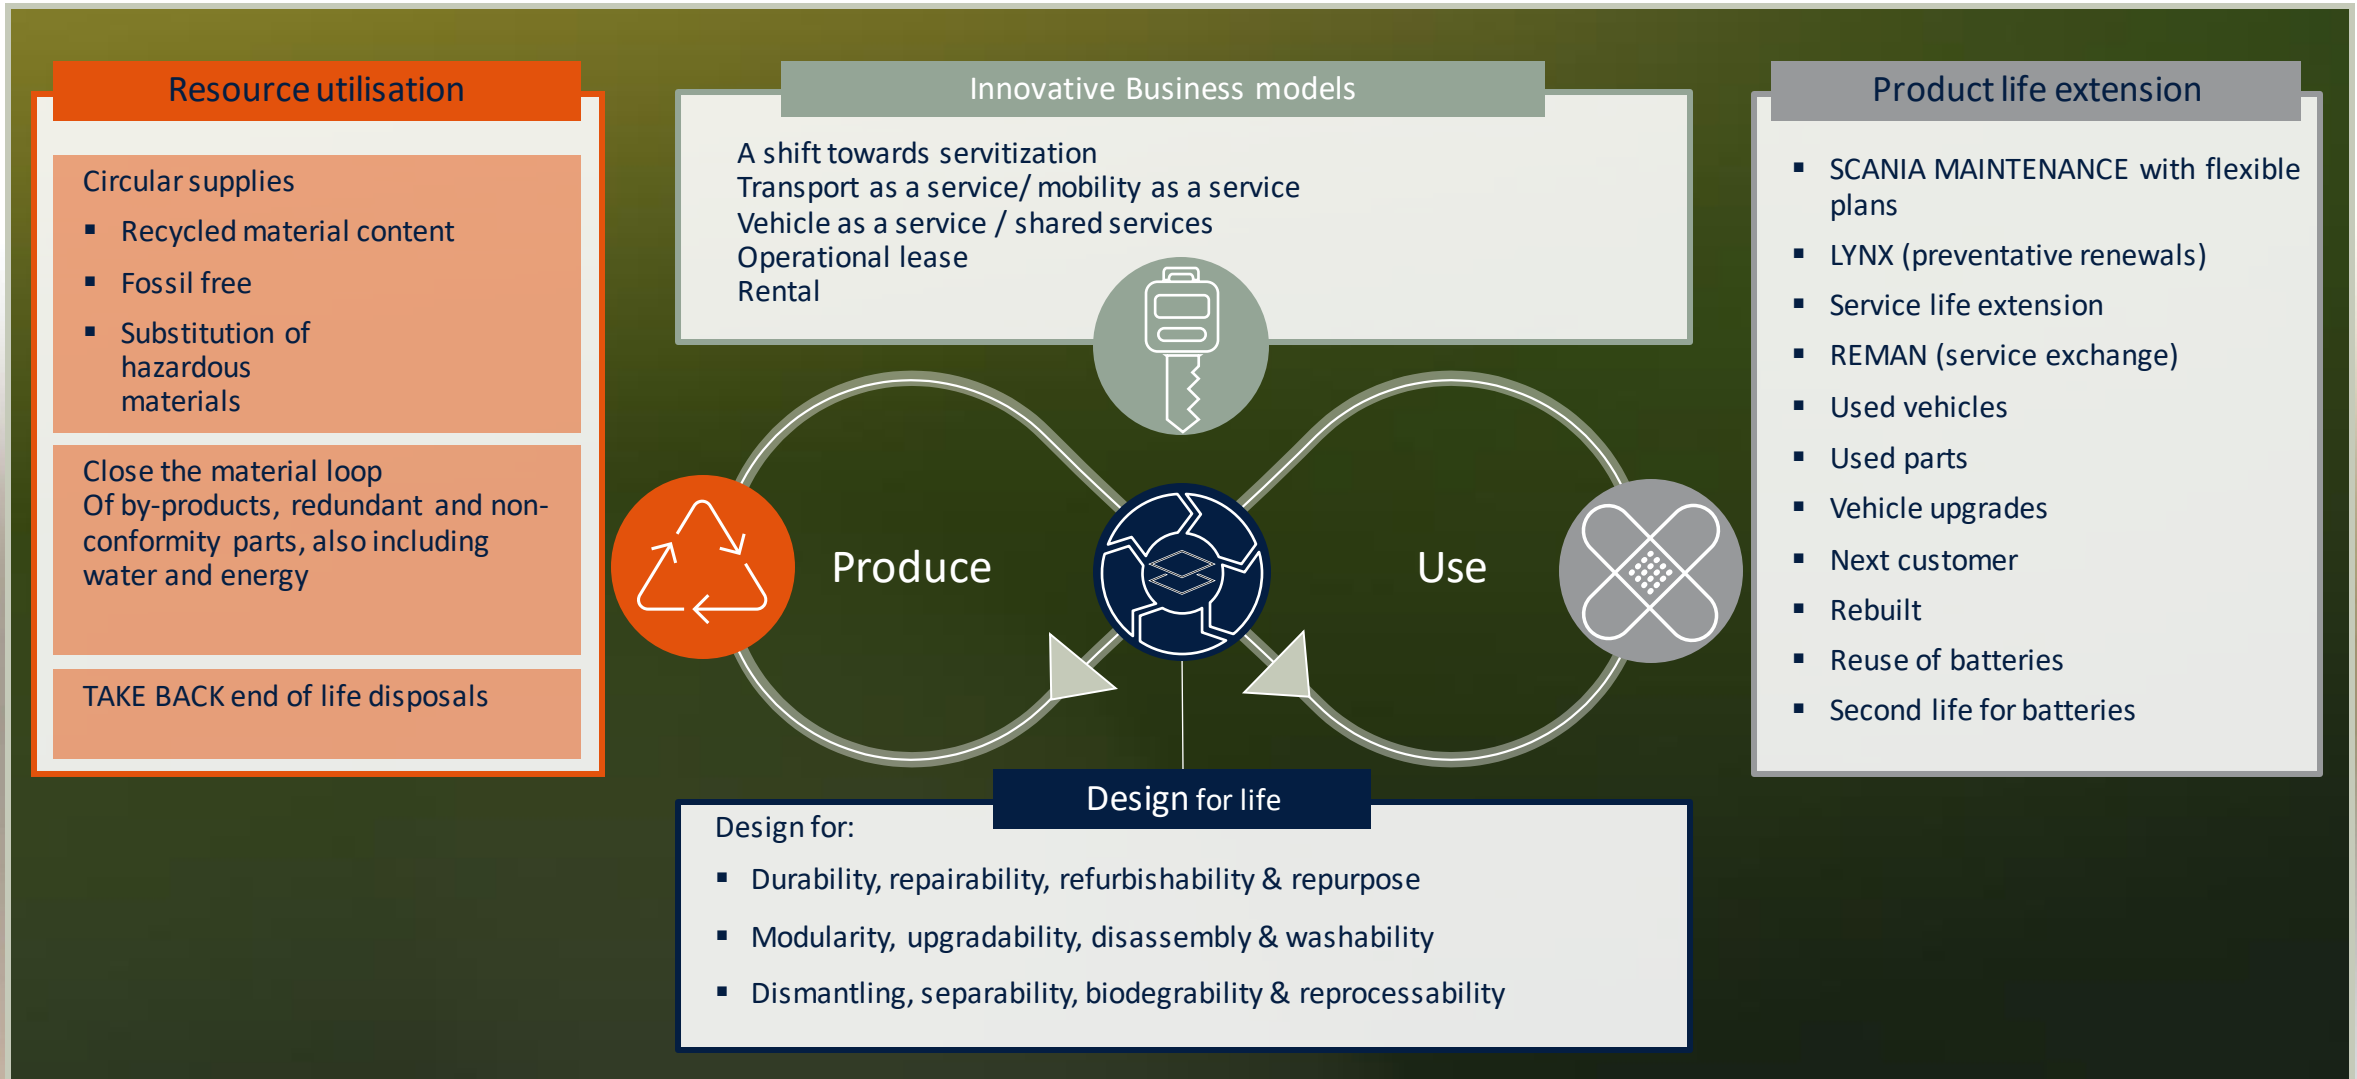 Resource utilisation
Circular supplies
▪ Recycled material content
▪ Fossil free
▪ Substitution of
hazardous
materials
Close the material loop
Of by-products, redundant and non-
conformity parts, also including
water and energy
TAKE BACK end of life disposals
Innovative Business models
A shift towards servitization
Transport as a service/ mobility as a service
Vehicle as a service / shared services
Operational lease
Rental
Produce
Use
Design for life
Design for:
▪ Durability, repairability, refurbishability & repurpose
▪ Modularity, upgradability, disassembly & washability
▪ Dismantling, separability, biodegrability & reprocessability
Product life extension
▪ SCANIA MAINTENANCE with flexible
plans
▪ LYNX (preventative renewals)
▪ Service life extension
▪ REMAN (service exchange)
▪ Used vehicles
▪ Used parts
▪ Vehicle upgrades
▪ Next customer
▪ Rebuilt
▪ Reuse of batteries
▪ Second life for batteries